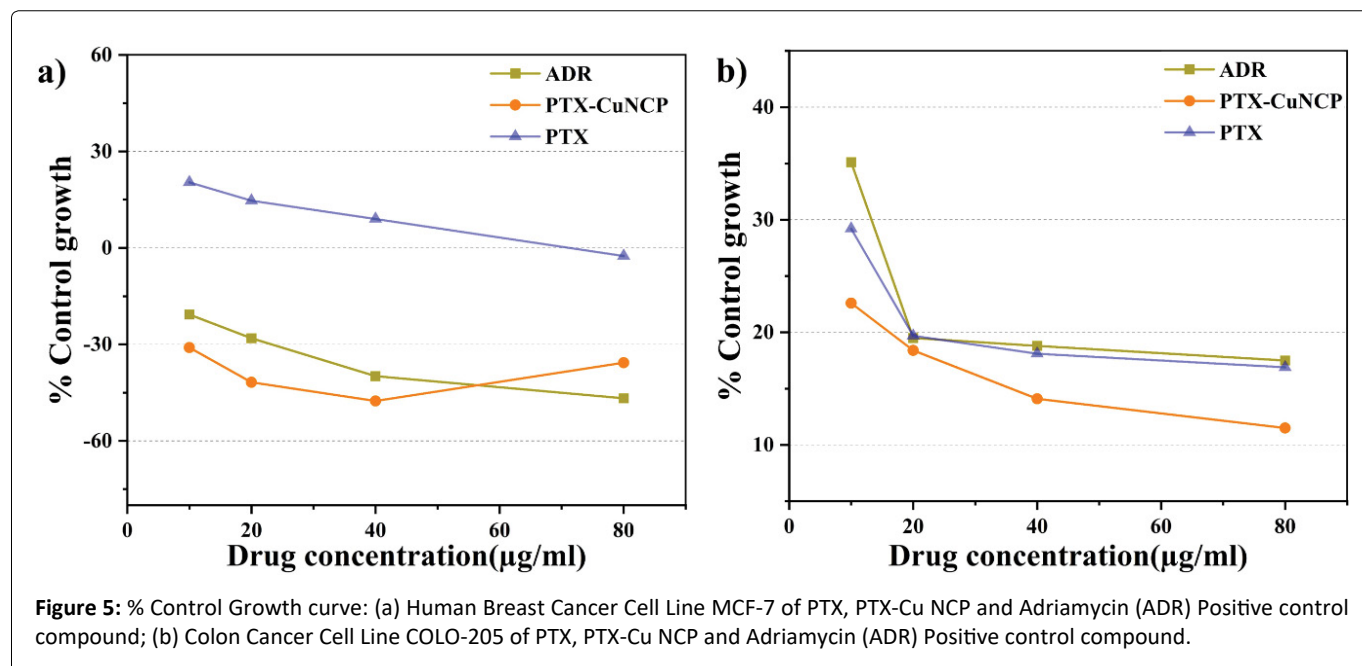 a)
ADR
PTX-CuNCP
PTX
60
30
0
-30
-60
% Control growth
0
20
40
60
80
Drug concentration(µg/ml)
b)
ADR
PTX-CuNCP
PTX
40
30
20
10
% Control growth
0
20
40
60
80
Drug concentration(µg/ml)
Figure 5: % Control Growth curve: (a) Human Breast Cancer Cell Line MCF-7 of PTX, PTX-Cu NCP and Adriamycin (ADR) Positive control
compound; (b) Colon Cancer Cell Line COLO-205 of PTX, PTX-Cu NCP and Adriamycin (ADR) Positive control compound.